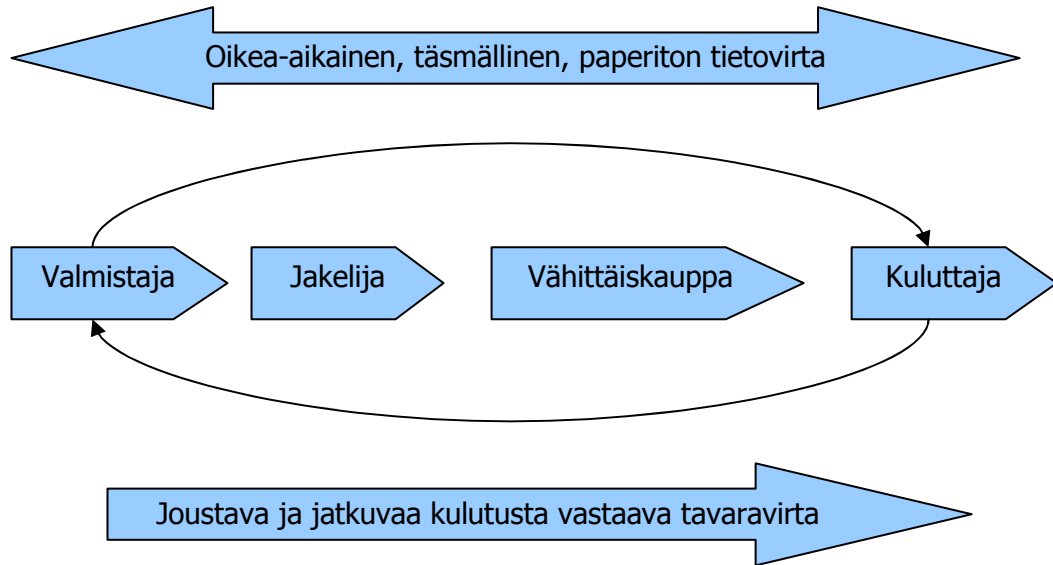 Oikea-aikainen, täsmällinen, paperiton tietovirta
Valmistaja
Jakelija
Vähittäiskauppa
Kuluttaja
Joustava ja jatkuvaa kulutusta vastaava tavaravirta